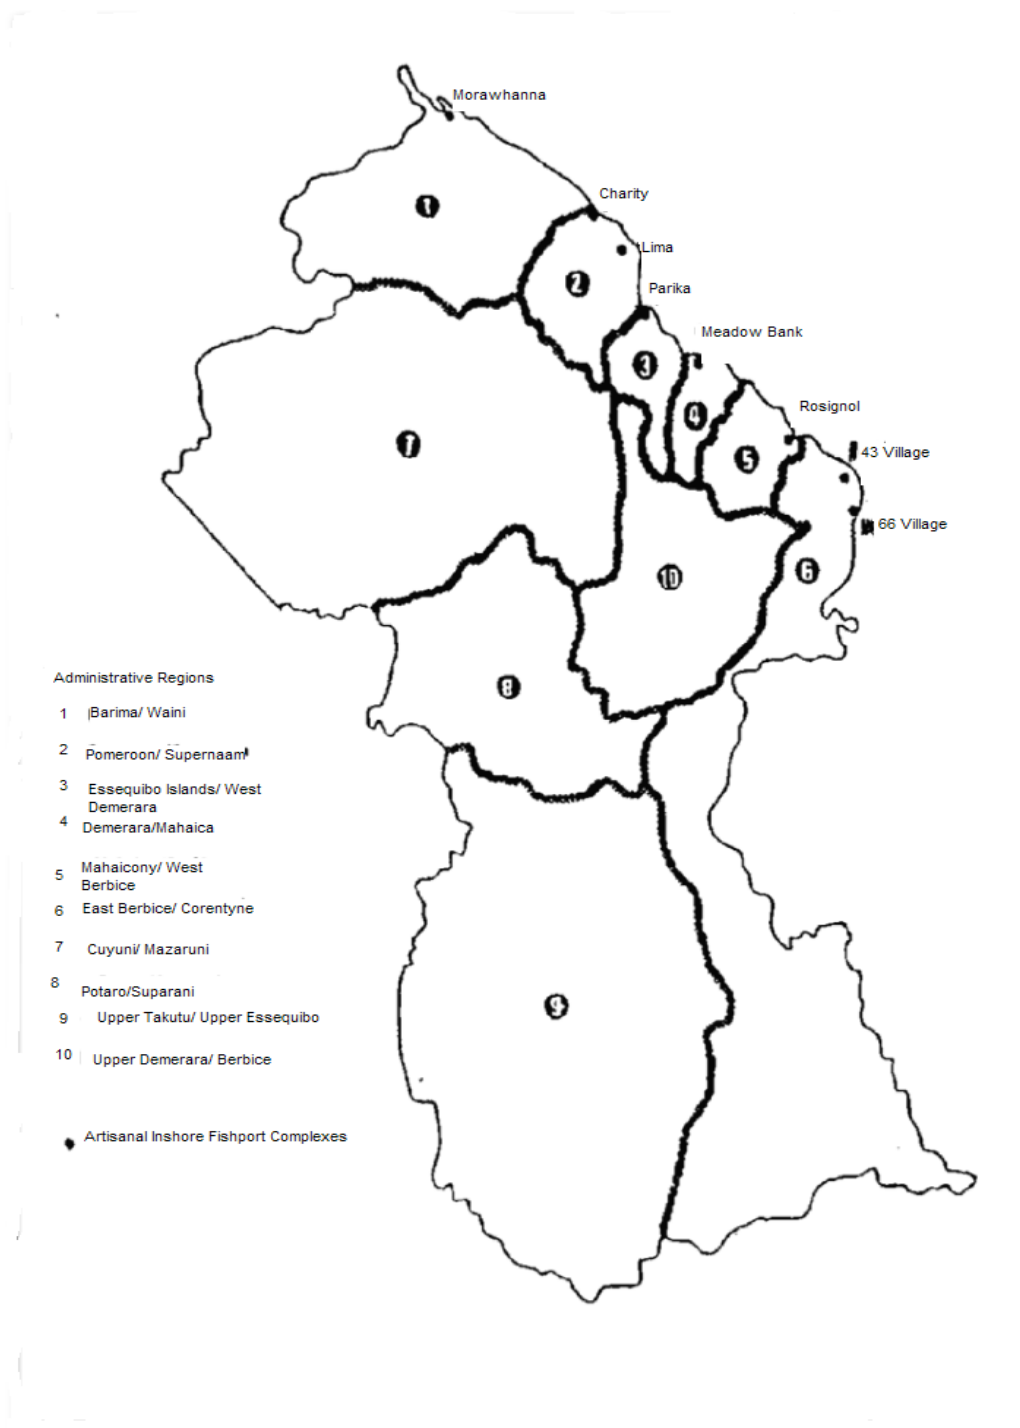 Morawhanna
Charity
Lima
Parika
Meadow Bank
Rosignol
43 Village
66 Village
1
2
3
4
5
6
7
8
9
10
Administrative Regions
1 Barima/ Waini
2 Pomeroon/ Supernaam
3 Essequibo Islands/ West
Demerara
4 Demerara/Mahaica
5 Mahaicony/ West
Berbice
6 East Berbice/ Corentyne
7 Cuyuni/ Mazaruni
8 Potaro/Suparani
9 Upper Takutu/ Upper Essequibo
10 Upper Demerara/ Berbice
Artisanal Inshore Fishport Complexes